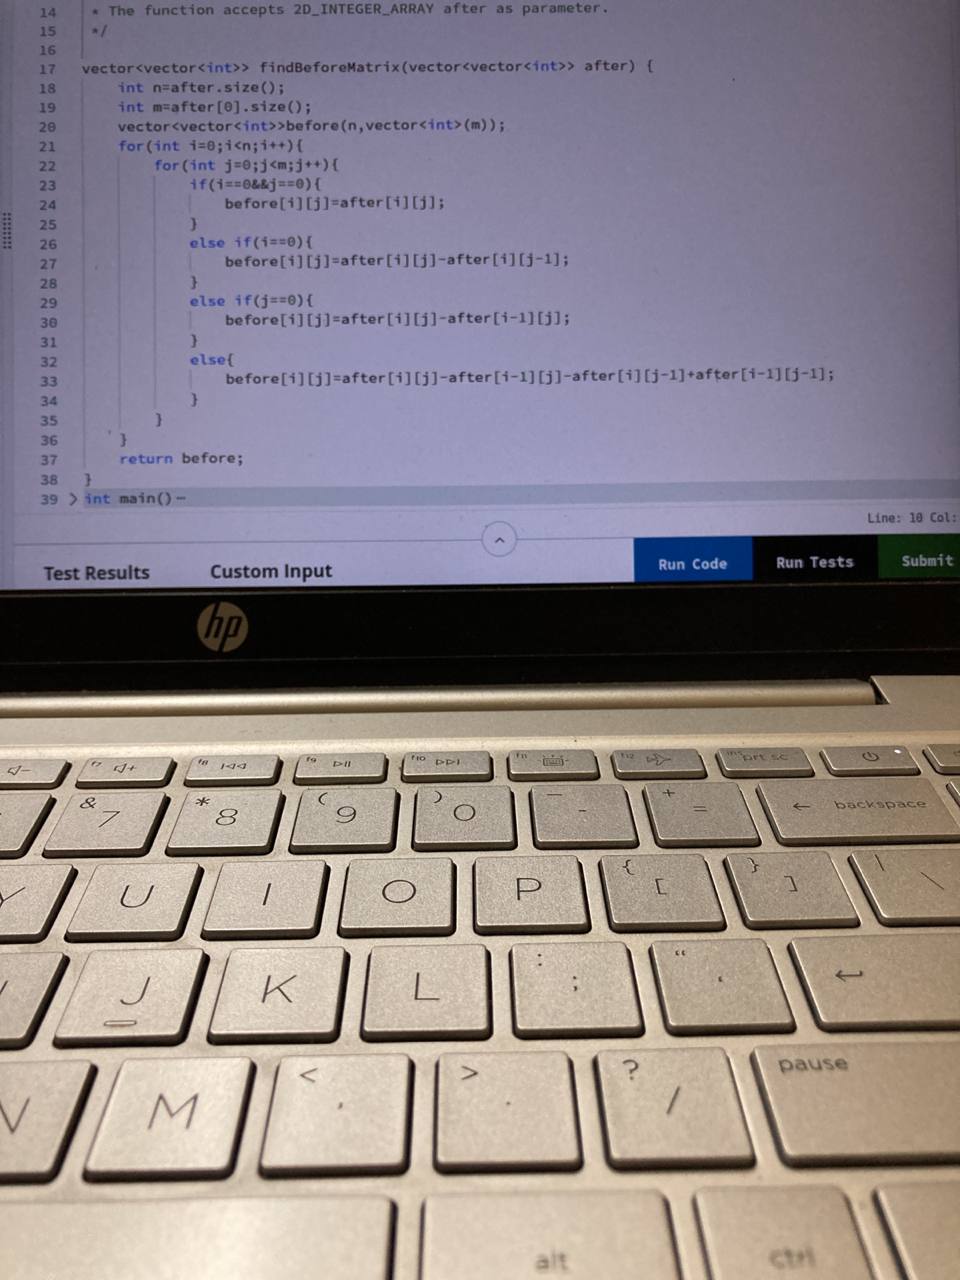 14 * The function accepts 2D_INTEGER_ARRAY after as parameter.
15 */
16
17 vector<vector<int>> findBeforeMatrix(vector<vector<int>> after) {
18 int n=after.size();
19 int m=after[0].size();
20 vector<vector<int>>before(n,vector<int>(m));
21 for(int i=0;i<n;i++){
22 for(int j=0;j<m;j++){
23 if(i==0&&j==0){
24 before[i][j]=after[i][j];
25 }
26 else if(i==0){
27 before[i][j]=after[i][j]-after[i][j-1];
28 }
29 else if(j==0){
30 before[i][j]=after[i][j]-after[i-1][j];
31 }
32 else{
33 before[i][j]=after[i][j]-after[i-1][j]-after[i][j-1]+after[i-1][j-1];
34 }
35 }
36 }
37 return before;
38 }
39 > int main()
Line: 10 Col:
Test Results Custom Input Run Code Run Tests Submit
hp
f7 f8 f9 f10 f11 f12 ins prt sc
& 7 * 8 ( 9 ) 0 — - + = ← backspace
U I O P { [ } ] | \
J K L : ; “ ‘
M < , > . ? / pause
alt ctrl